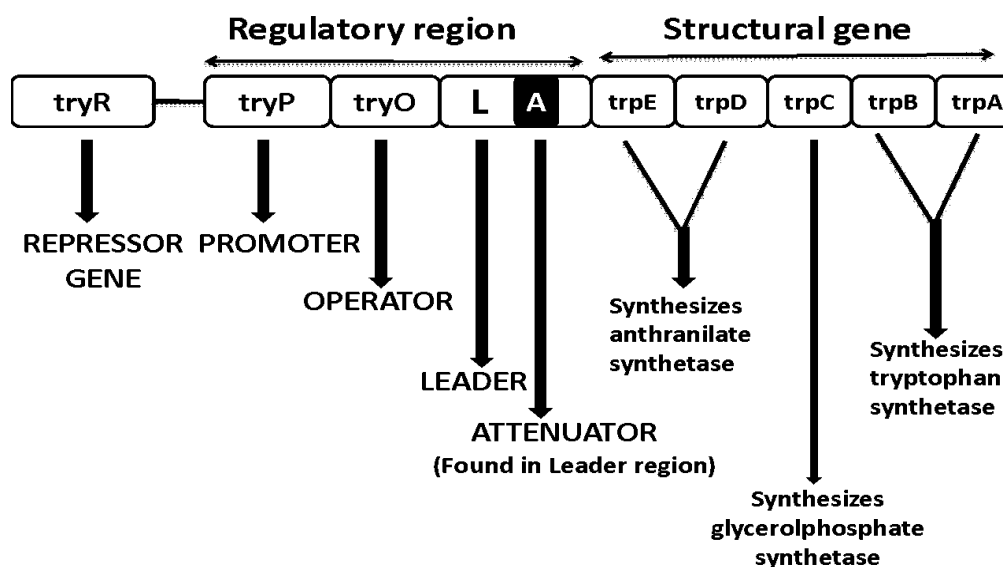 Regulatory region
Structural gene
tryR
tryP
tryO
L
A
trpE
trpD
trpC
trpB
trpA
REPRESSOR
GENE
PROMOTER
OPERATOR
LEADER
ATTENUATOR
(Found in Leader region)
Synthesizes
anthranilate
synthetase
Synthesizes
glycerolphosphate
synthetase
Synthesizes
tryptophan
synthetase